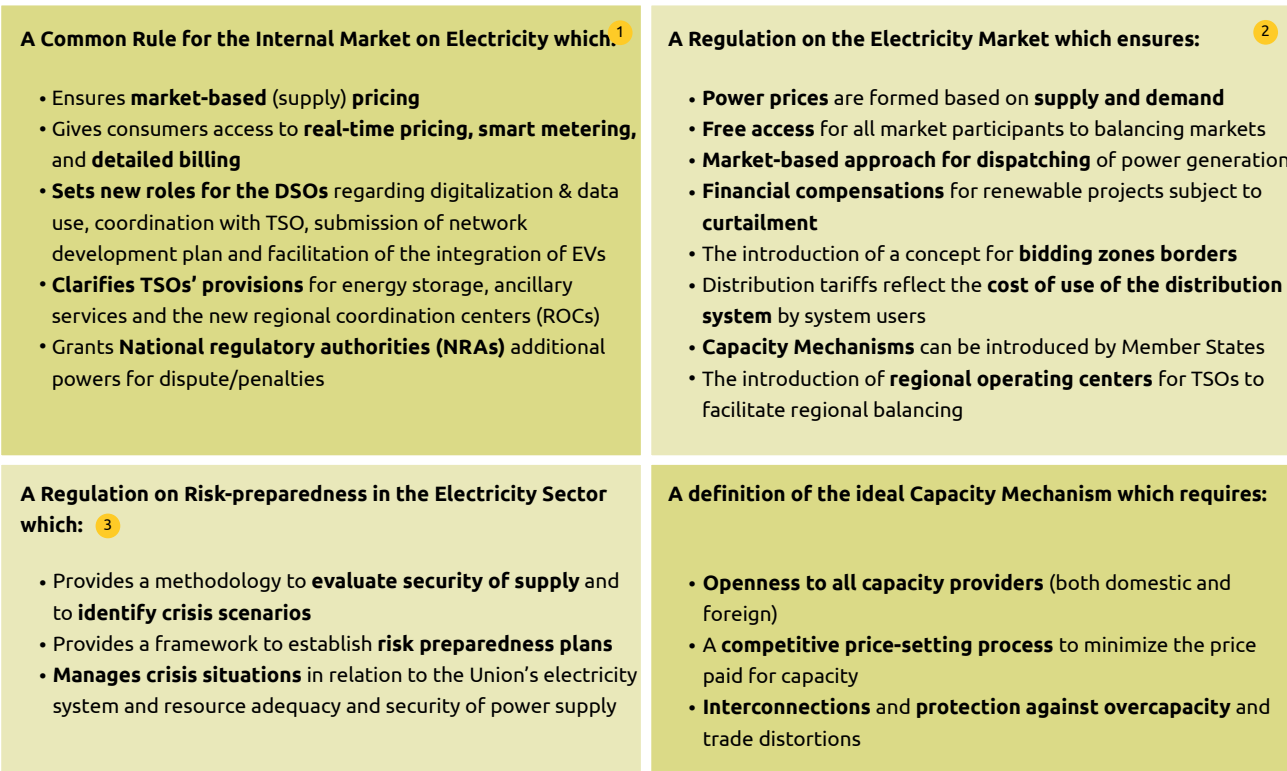 A Common Rule for the Internal Market on Electricity which: 1
• Ensures market-based (supply) pricing
• Gives consumers access to real-time pricing, smart metering,
and detailed billing
• Sets new roles for the DSOs regarding digitalization & data
use, coordination with TSO, submission of network
development plan and facilitation of the integration of EVs
• Clarifies TSOs’ provisions for energy storage, ancillary
services and the new regional coordination centers (ROCs)
• Grants National regulatory authorities (NRAs) additional
powers for dispute/penalties
A Regulation on the Electricity Market which ensures: 2
• Power prices are formed based on supply and demand
• Free access for all market participants to balancing markets
• Market-based approach for dispatching of power generation
• Financial compensations for renewable projects subject to
curtailment
• The introduction of a concept for bidding zones borders
• Distribution tariffs reflect the cost of use of the distribution
system by system users
• Capacity Mechanisms can be introduced by Member States
• The introduction of regional operating centers for TSOs to
facilitate regional balancing
A Regulation on Risk-preparedness in the Electricity Sector
which: 3
• Provides a methodology to evaluate security of supply and
to identify crisis scenarios
• Provides a framework to establish risk preparedness plans
• Manages crisis situations in relation to the Union’s electricity
system and resource adequacy and security of power supply
A definition of the ideal Capacity Mechanism which requires:
• Openness to all capacity providers (both domestic and
foreign)
• A competitive price-setting process to minimize the price
paid for capacity
• Interconnections and protection against overcapacity and
trade distortions